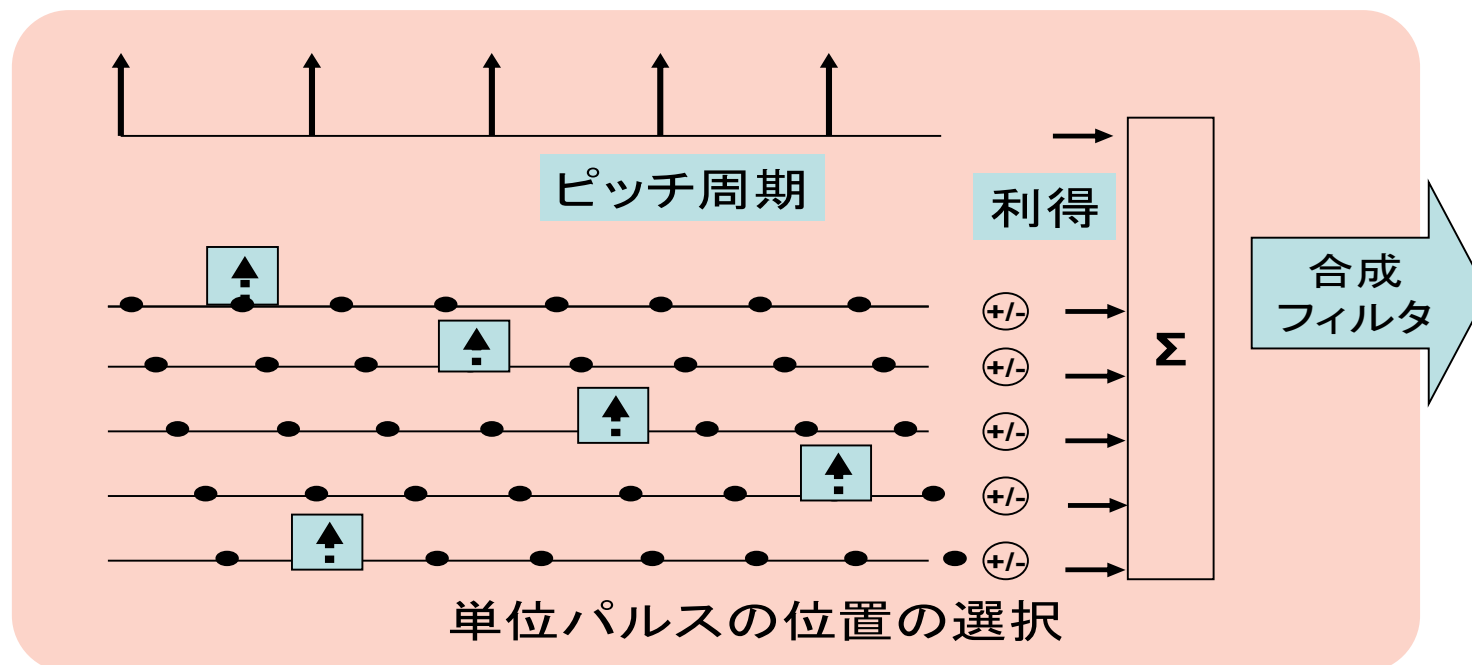 ピッチ周期
利得
合成
フィルタ
+/-
+/-
Σ
+/-
+/-
+/-
単位パルスの位置の選択